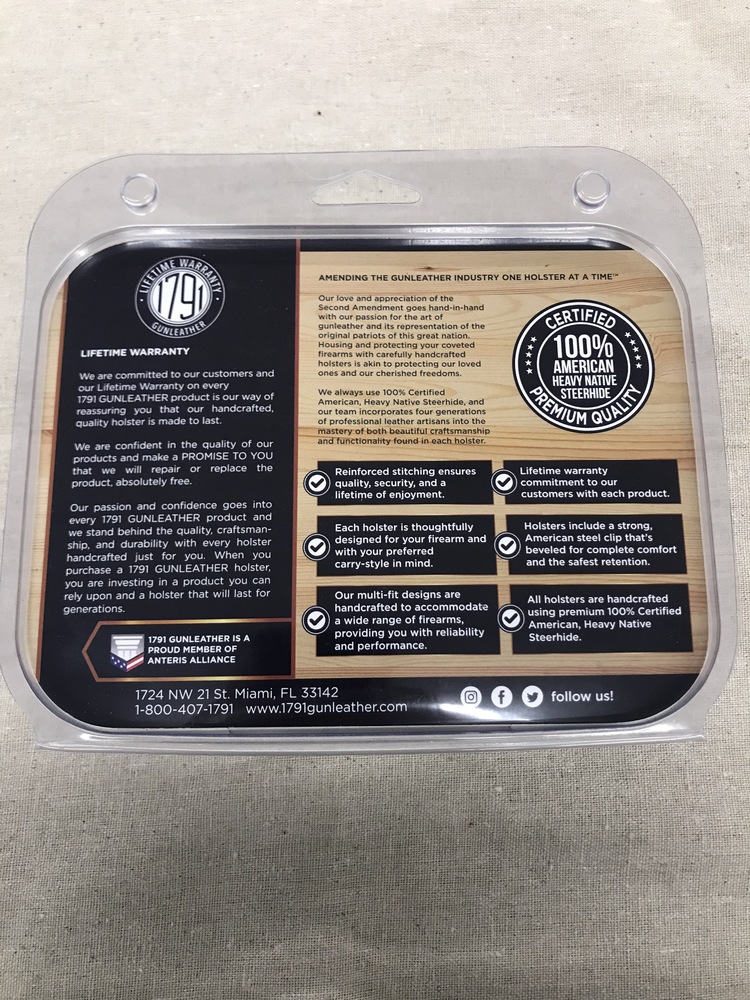 LIFETIME WARRANTY
1791
GUNLEATHER
LIFETIME WARRANTY
We are committed to our customers and
our Lifetime Warranty on every
1791 GUNLEATHER product is our way of
reassuring you that our handcrafted,
quality holster is made to last.
We are confident in the quality of our
products and make a PROMISE TO YOU
that we will repair or replace the
product, absolutely free.
Our passion and confidence goes into
every 1791 GUNLEATHER product and
we stand behind the quality, craftsman-
ship, and durability with every holster
handcrafted just for you. When you
purchase a 1791 GUNLEATHER holster,
you are investing in a product you can
rely upon and a holster that will last for
generations.
1791 GUNLEATHER IS A
PROUD MEMBER OF
ANTERIS ALLIANCE
AMENDING THE GUNLEATHER INDUSTRY ONE HOLSTER AT A TIME™
Our love and appreciation of the
Second Amendment goes hand-in-hand
with our passion for the art of
gunleather and its representation of the
original patriots of this great nation.
Housing and protecting your coveted
firearms with carefully handcrafted
holsters is akin to protecting our loved
ones and our cherished freedoms.
We always use 100% Certified
American, Heavy Native Steerhide, and
our team incorporates four generations
of professional leather artisans into the
mastery of both beautiful craftsmanship
and functionality found in each holster.
CERTIFIED
100%
AMERICAN
HEAVY NATIVE
STEERHIDE
PREMIUM QUALITY
Reinforced stitching ensures
quality, security, and a
lifetime of enjoyment.
Lifetime warranty
commitment to our
customers with each product.
Each holster is thoughtfully
designed for your firearm and
with your preferred
carry-style in mind.
Holsters include a strong,
American steel clip that's
beveled for complete comfort
and the safest retention.
Our multi-fit designs are
handcrafted to accommodate
a wide range of firearms,
providing you with reliability
and performance.
All holsters are handcrafted
using premium 100% Certified
American, Heavy Native
Steerhide.
1724 NW 21 St. Miami, FL 33142
1-800-407-1791 www.1791gunleather.com
follow us!